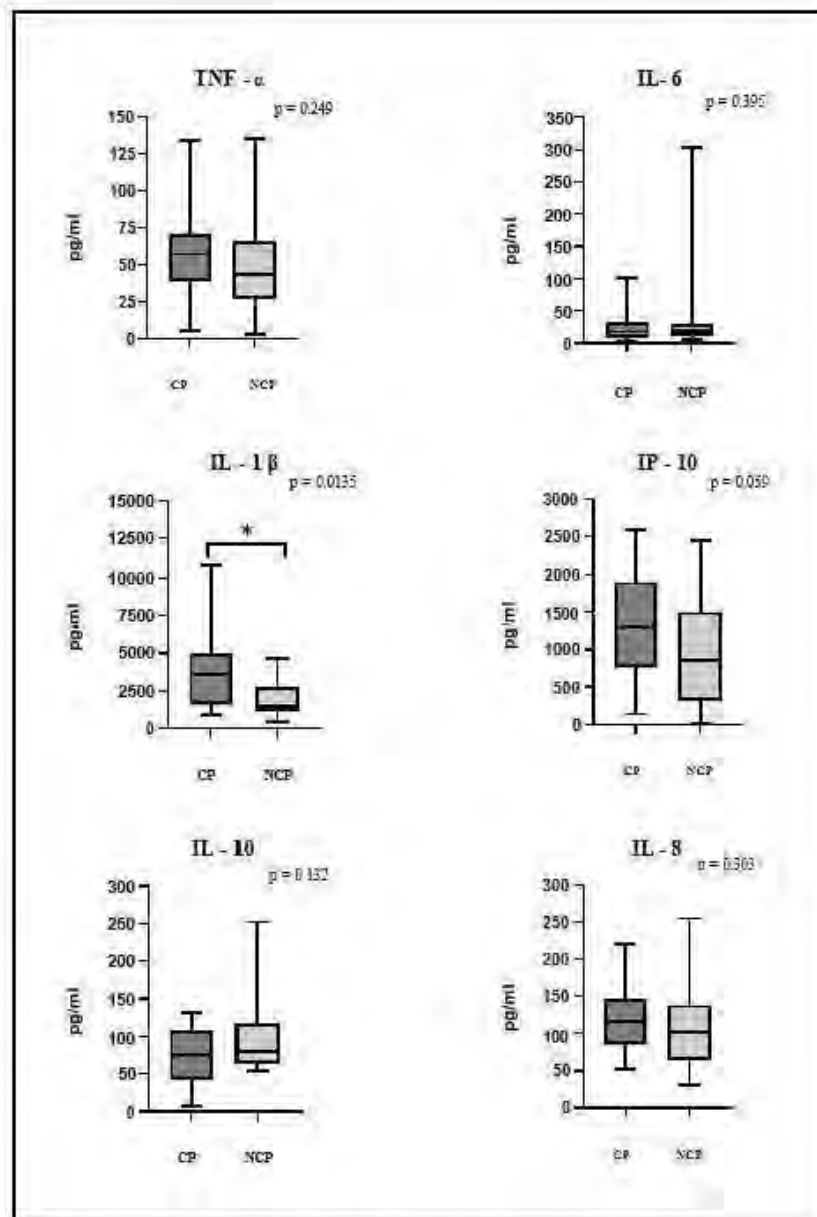 TNF - α
p = 0.249
150
125
100
75
50
25
0
pg/ml
CP
NCP
IL- 6
350
300
250
200
150
100
50
0
pg/ml
CP
NCP
IL - 1 β
p = 0.0135
15000
12500
10000
7500
5000
2500
0
pg/ml
*
CP
NCP
IP - 10
p = 0.059
3000
2500
2000
1500
1000
500
0
pg/ml
CP
NCP
IL - 10
300
250
200
150
100
50
0
pg/ml
CP
NCP
IL - 8
300
250
200
150
100
50
0
pg/ml
CP
NCP